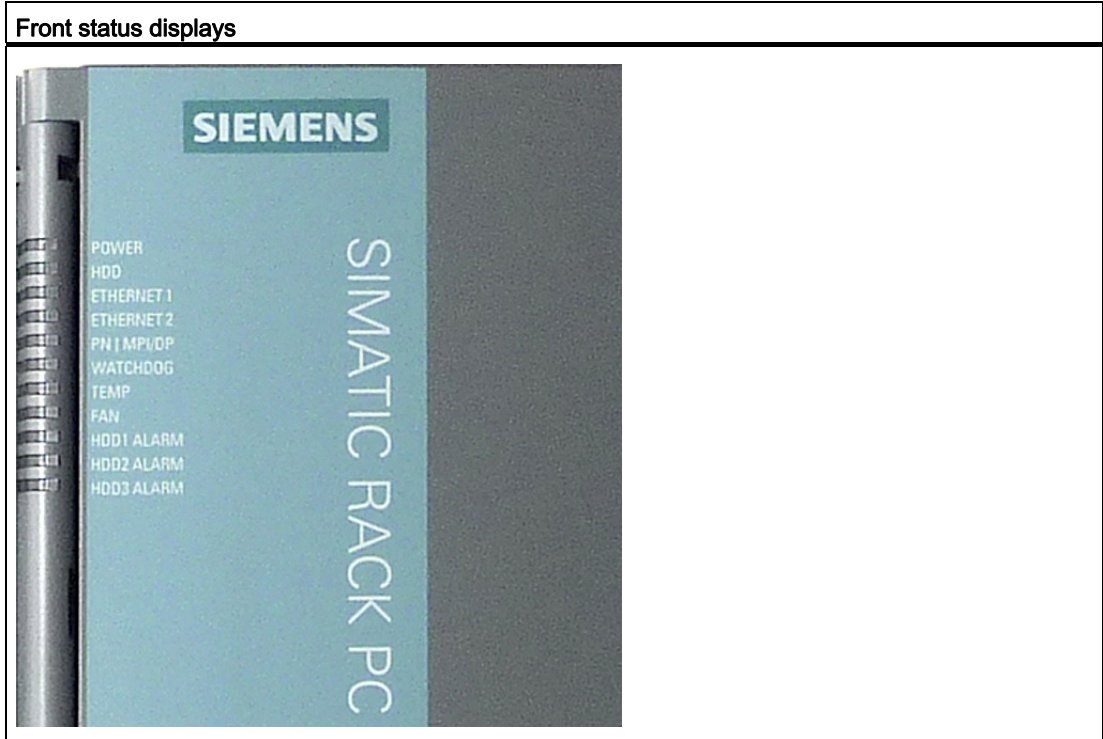 Front status displays
SIEMENS
POWER
HDD
ETHERNET 1
ETHERNET 2
PN | MPI/DP
WATCHDOG
TEMP
FAN
HDD1 ALARM
HDD2 ALARM
HDD3 ALARM
SIMATIC RACK PC